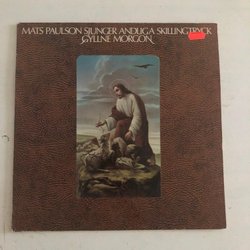 MATS PAULSON SJUNGER ANDLIGA SKILLINGTRYCK
GYLLNE MORGON